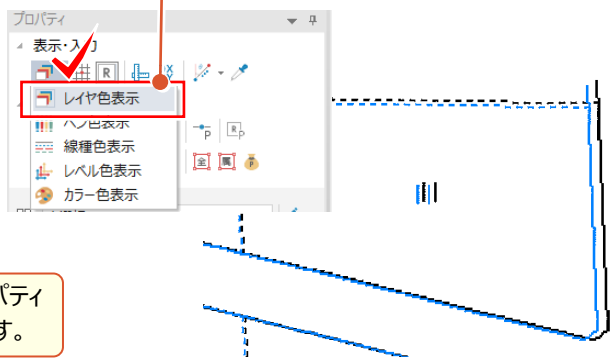 プロパティ
表示・入力
R
レイヤ色表示
ペン色表示
線種色表示
P
R P
レベル色表示
金 属 P
カラー色表示
パティ
す。